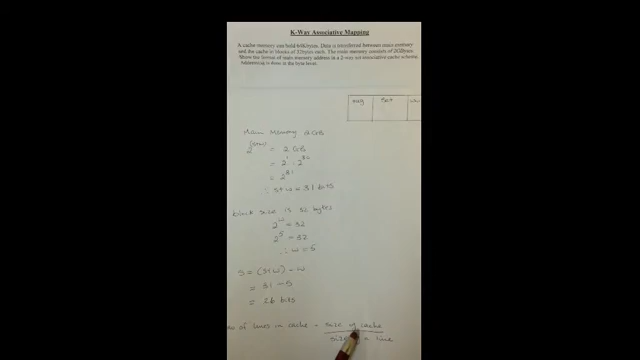 K-Way Associative Mapping
A cache memory can hold 64Kbytes. Data is transferred between main memory
and the cache in blocks of 32bytes each. The main memory consists of 2GBytes.
Show the format of main memory address in a 2-way set associative cache scheme.
Addressing is done at the byte level.
Tag Set
Main memory 2GB
2^(s+w) = 2 GB
= 2^1 . 2^30
= 2^31
∴ s+w = 31 bits
block size is 32 bytes
2^w = 32
2^5 = 32
∴ w = 5
S = (s+w) - w
= 31 - 5
= 26 bits
of lines in cache = size of cache
size a line